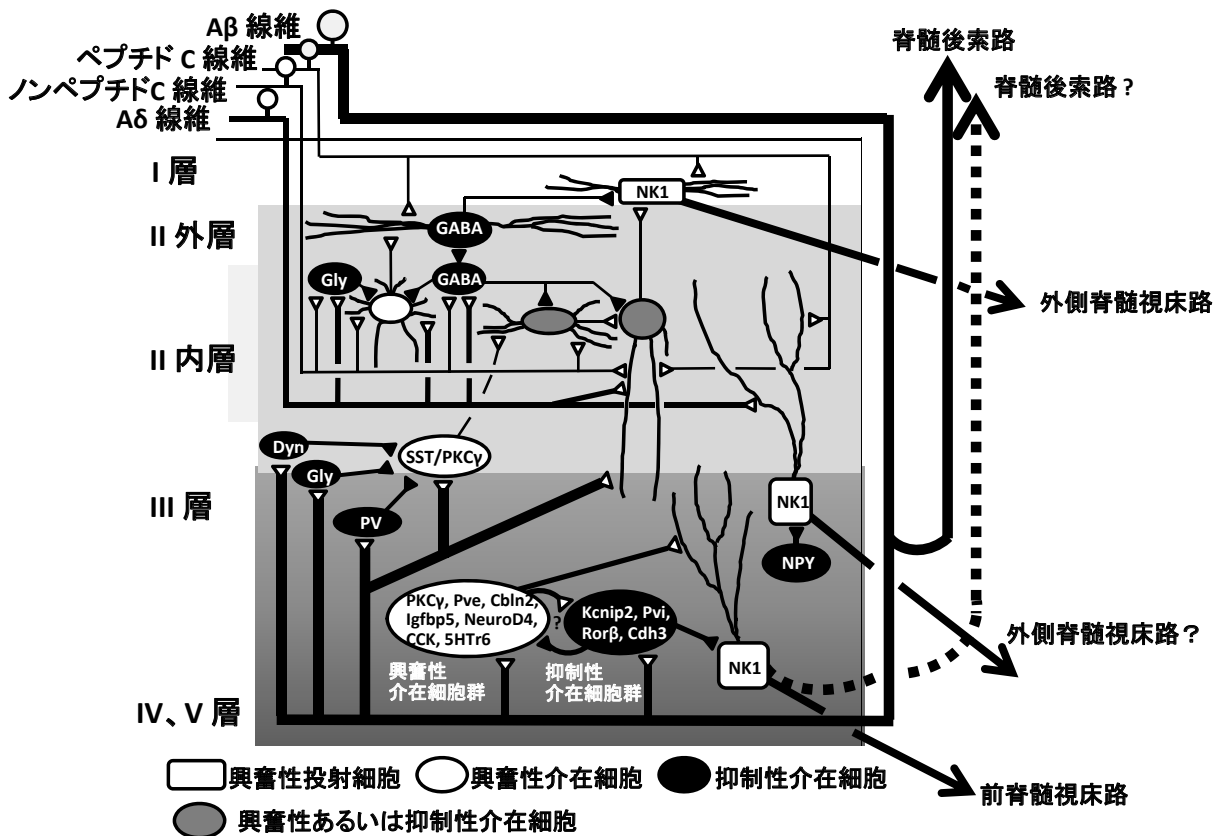 Aβ 線維
ペプチド C 線維
ノンペプチドC 線維
Aδ 線維
脊髄後索路
脊髄後索路 ?
I 層
NK1
II 外層
GABA
Gly
GABA
外側脊髄視床路
II 内層
Dyn
SST/PKCγ
Gly
III 層
PV
NK1
NPY
PKCγ, Pve, Cbln2,
Igfbp5, NeuroD4,
CCK, 5HTr6
?
Kcnip2, Pvi,
Rorβ, Cdh3
外側脊髄視床路?
興奮性
介在細胞群
抑制性
介在細胞群
NK1
IV、V 層
前脊髄視床路
興奮性投射細胞
興奮性介在細胞
抑制性介在細胞
興奮性あるいは抑制性介在細胞